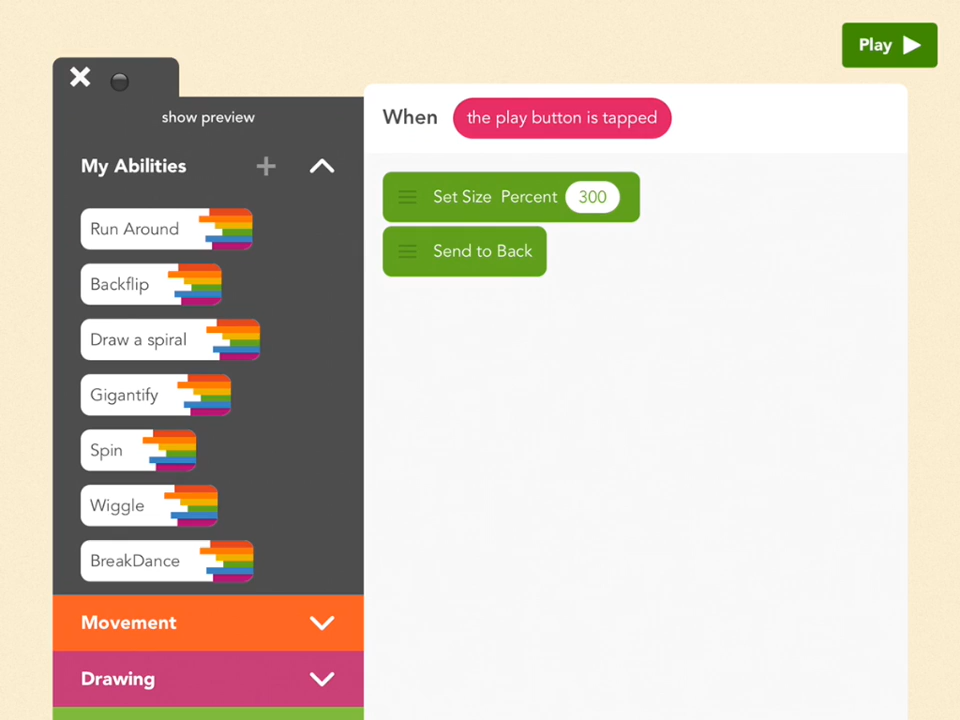 Play
show preview
My Abilities
Run Around
Backflip
Draw a spiral
Gigantify
Spin
Wiggle
BreakDance
Movement
Drawing
When the play button is tapped
Set Size Percent 300
Send to Back